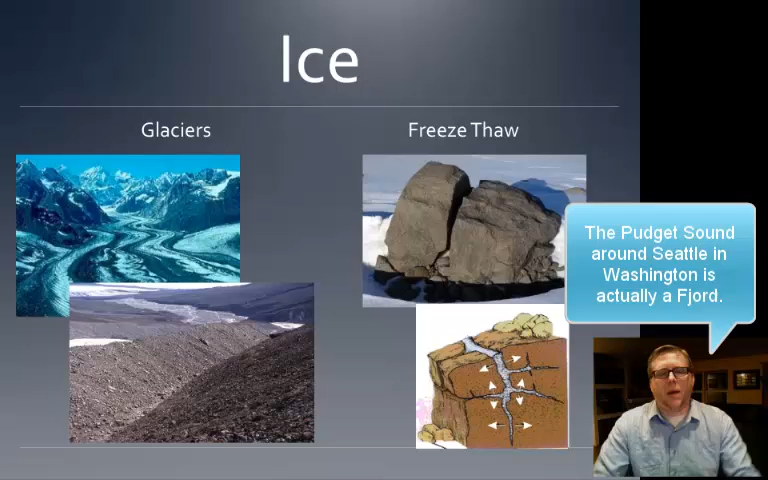 Ice
Glaciers
Freeze Thaw
The Pudget Sound
around Seattle in
Washington is
actually a Fjord.